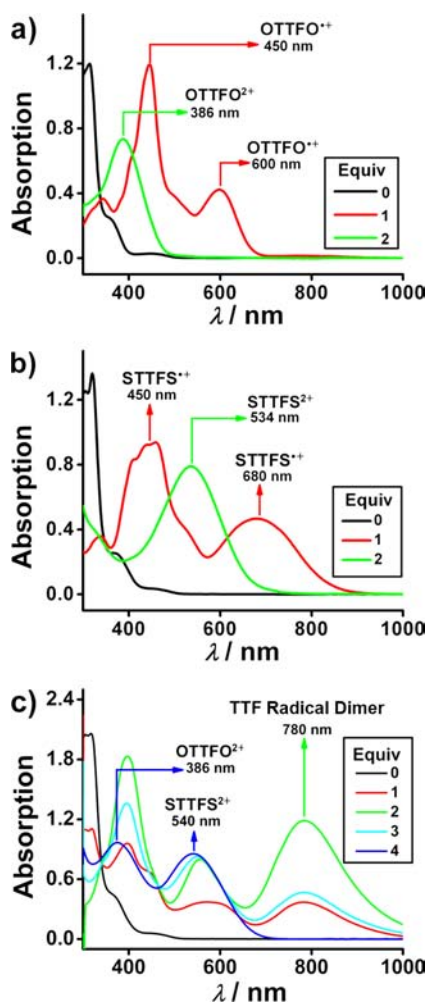 a)
OTTFO•+
450 nm
OTTFO2+
386 nm
OTTFO•+
600 nm
Equiv
0
1
2
1.2
0.8
0.4
0.0
Absorption
400 600 800 1000
λ / nm
b)
STTFS•+
450 nm
STTFS2+
534 nm
STTFS•+
680 nm
Equiv
0
1
2
1.2
0.8
0.4
0.0
Absorption
400 600 800 1000
λ / nm
c)
TTF Radical Dimer
780 nm
OTTFO2+
386 nm
STTFS2+
540 nm
Equiv
0
1
2
3
4
2.4
1.8
1.2
0.6
0.0
Absorption
400 600 800 1000
λ / nm